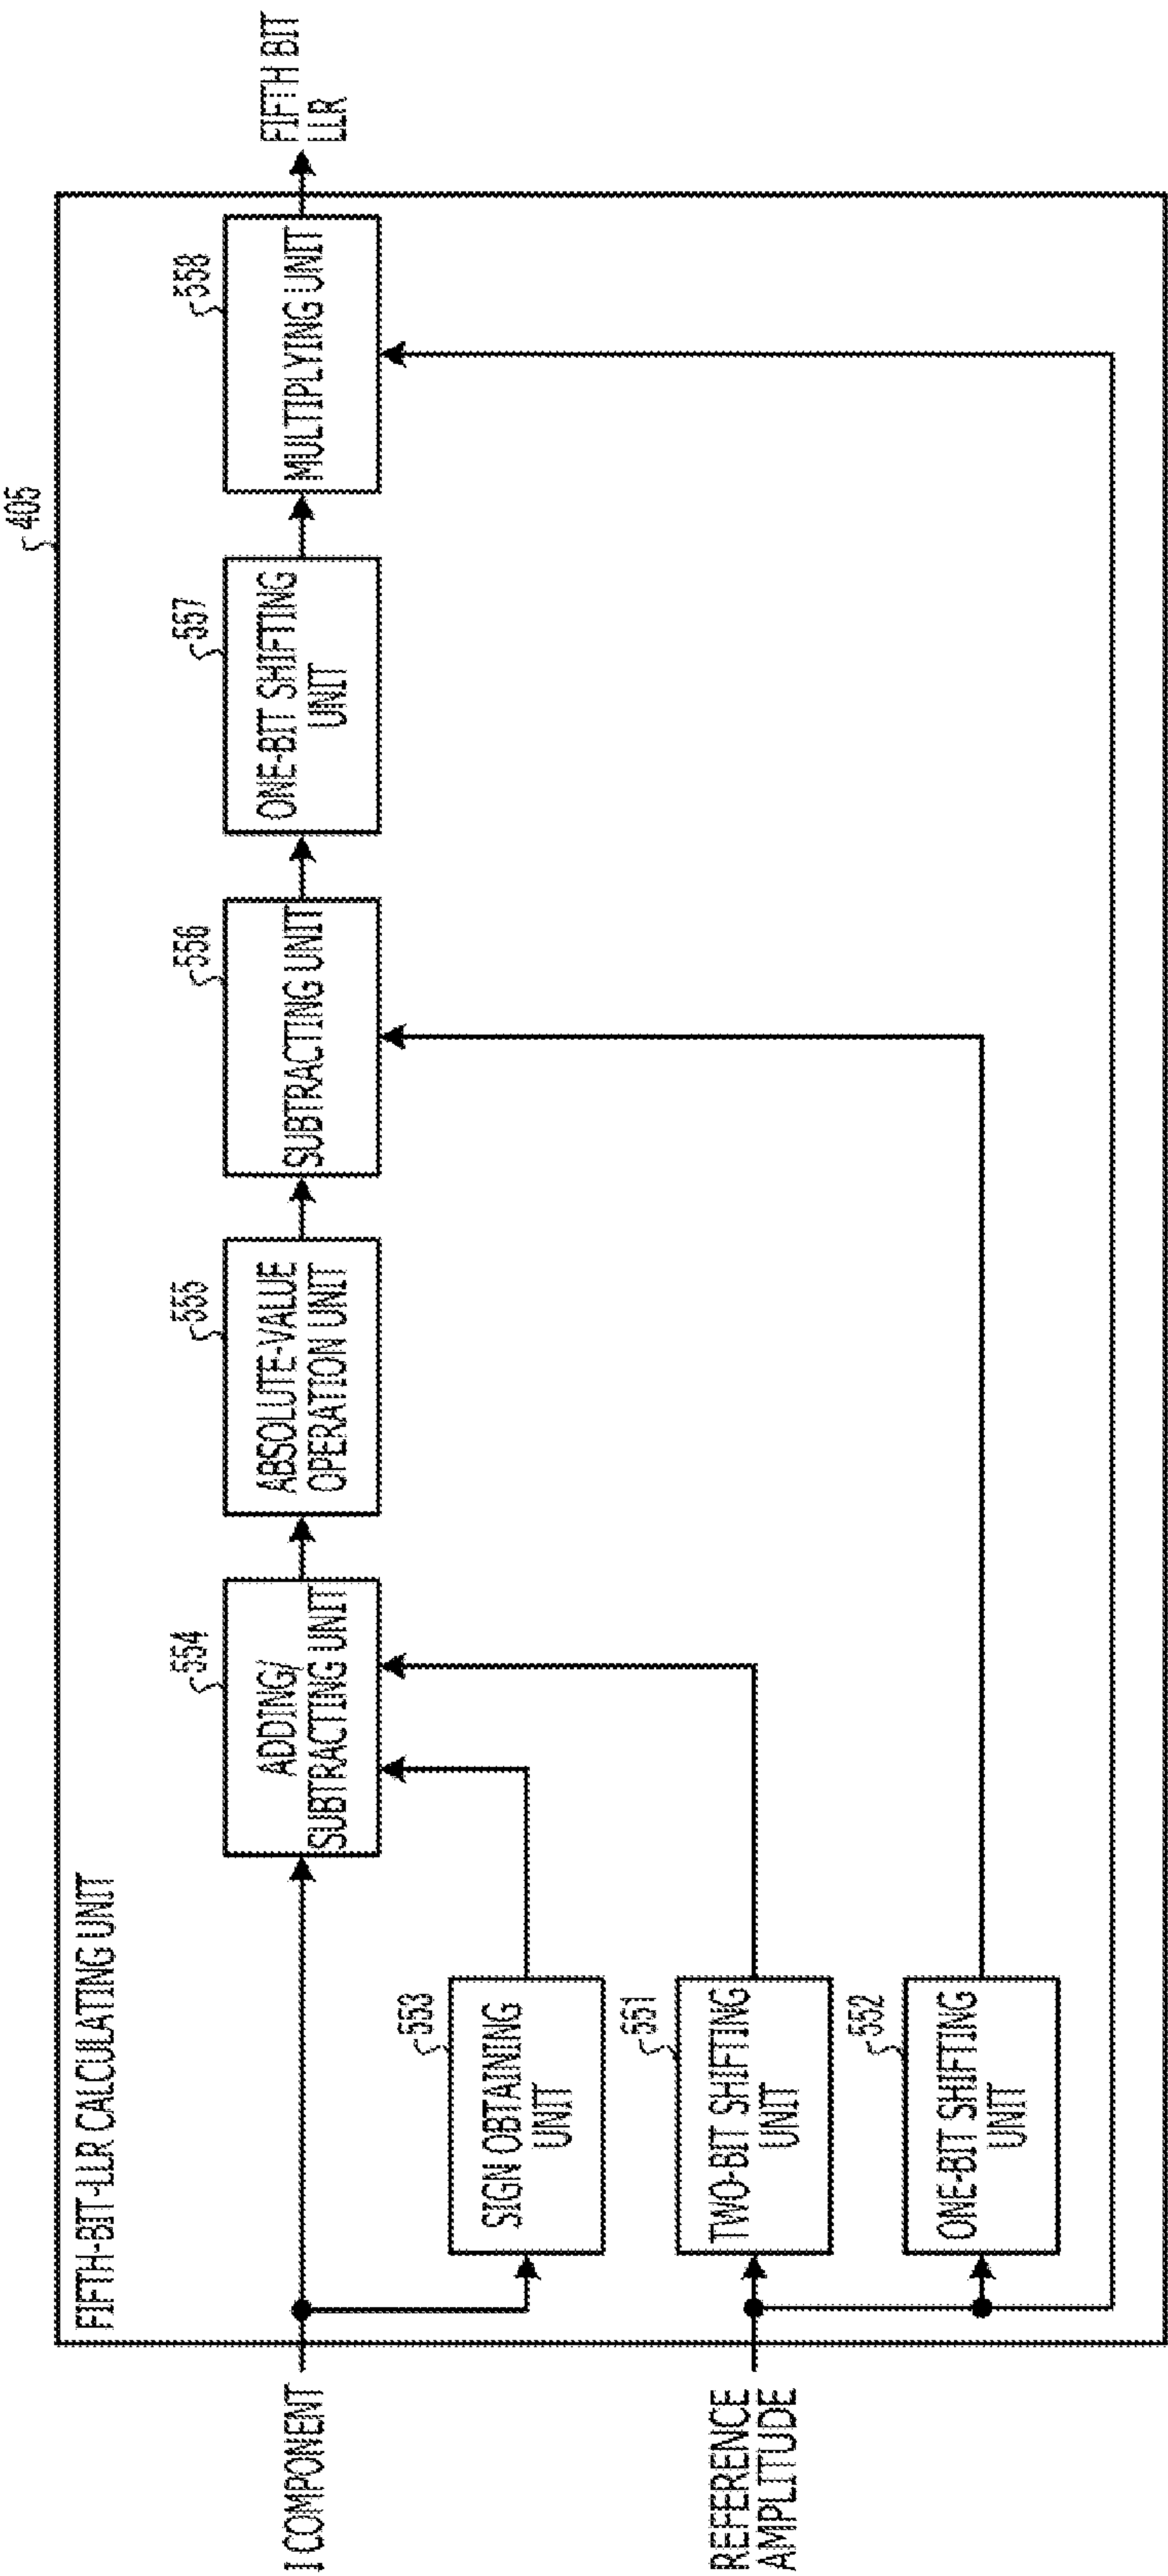 405
FIFTH-BIT-LLR CALCULATING UNIT
I COMPONENT
REFERENCE
AMPLITUDE
553
SIGN OBTAINING
UNIT
551
TWO-BIT SHIFTING
UNIT
552
ONE-BIT SHIFTING
UNIT
554
ADDING/
SUBTRACTING UNIT
555
ABSOLUTE-VALUE
OPERATION UNIT
556
SUBTRACTING UNIT
557
ONE-BIT SHIFTING
UNIT
558
MULTIPLYING UNIT
FIFTH BIT
LLR